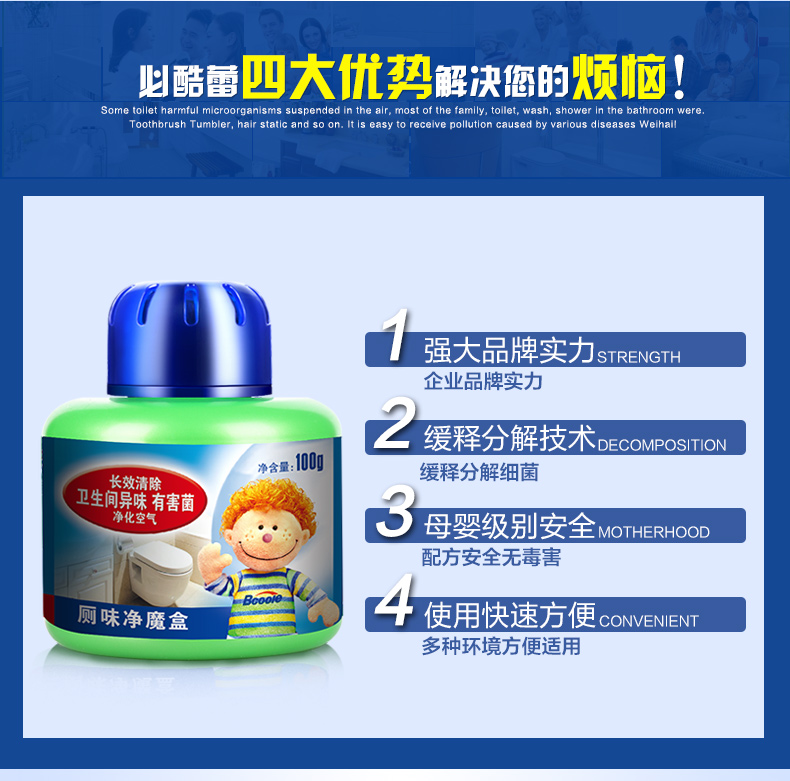 必酷蕾四大优势解决您的烦恼!
Some toilet harmful microorganisms suspended in the air, most of the family, toilet, wash, shower in the bathroom were.
Toothbrush Tumbler, hair static and so on. It is easy to receive pollution caused by various diseases Weihai!
净含量:100g
长效清除
卫生间异味 有害菌
净化空气
Bcoole
厕味净魔盒
1 强大品牌实力STRENGTH
企业品牌实力
2 缓释分解技术DECOMPOSITION
缓释分解细菌
3 母婴级别安全MOTHERHOOD
配方安全无毒害
4 使用快速方便CONVENIENT
多种环境方便适用